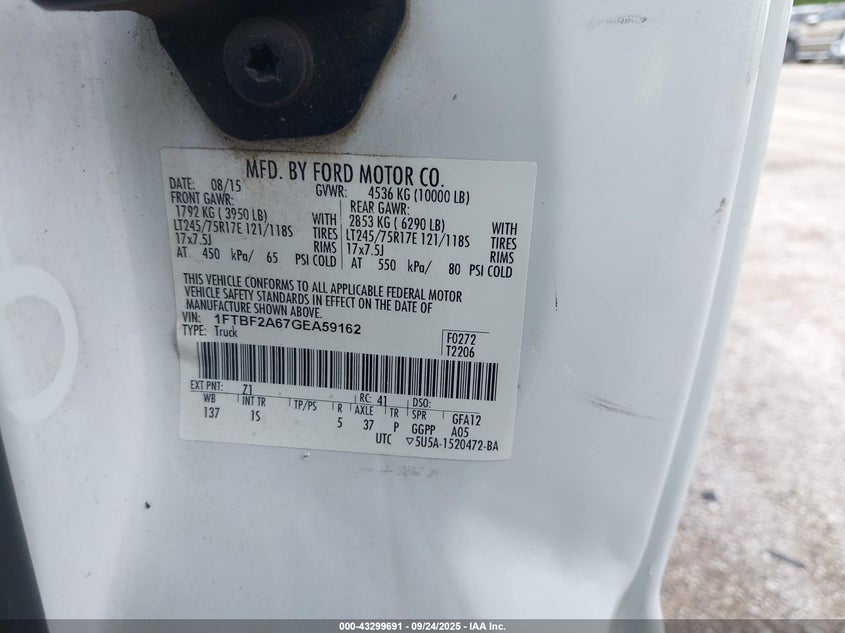 MFD. BY FORD MOTOR CO.
DATE: 08/15 GVWR: 4536 KG (10000 LB)
FRONT GAWR: REAR GAWR:
1792 KG ( 3950 LB) WITH 2853 KG ( 6290 LB) WITH
LT245/75R17E 121/118S TIRES LT245/75R17E 121/118S TIRES
17x7.5J RIMS 17x7.5J RIMS
AT 450 kPa/ 65 PSI COLD AT 550 kPa/ 80 PSI COLD
THIS VEHICLE CONFORMS TO ALL APPLICABLE FEDERAL MOTOR
VEHICLE SAFETY STANDARDS IN EFFECT ON THE DATE OF
MANUFACTURE SHOWN ABOVE.
VIN: 1FTBF2A67GEA59162
TYPE: Truck
F0272
T2206
EXT PNT: Z1 RC: 41 DSO:
WB INT TR TP/PS R AXLE TR SPR GFA12
137 1S 5 37 P GGPP A05
UTC ▽5U5A-1520472-BA
000-43299691 - 09/24/2025 - IAA Inc.